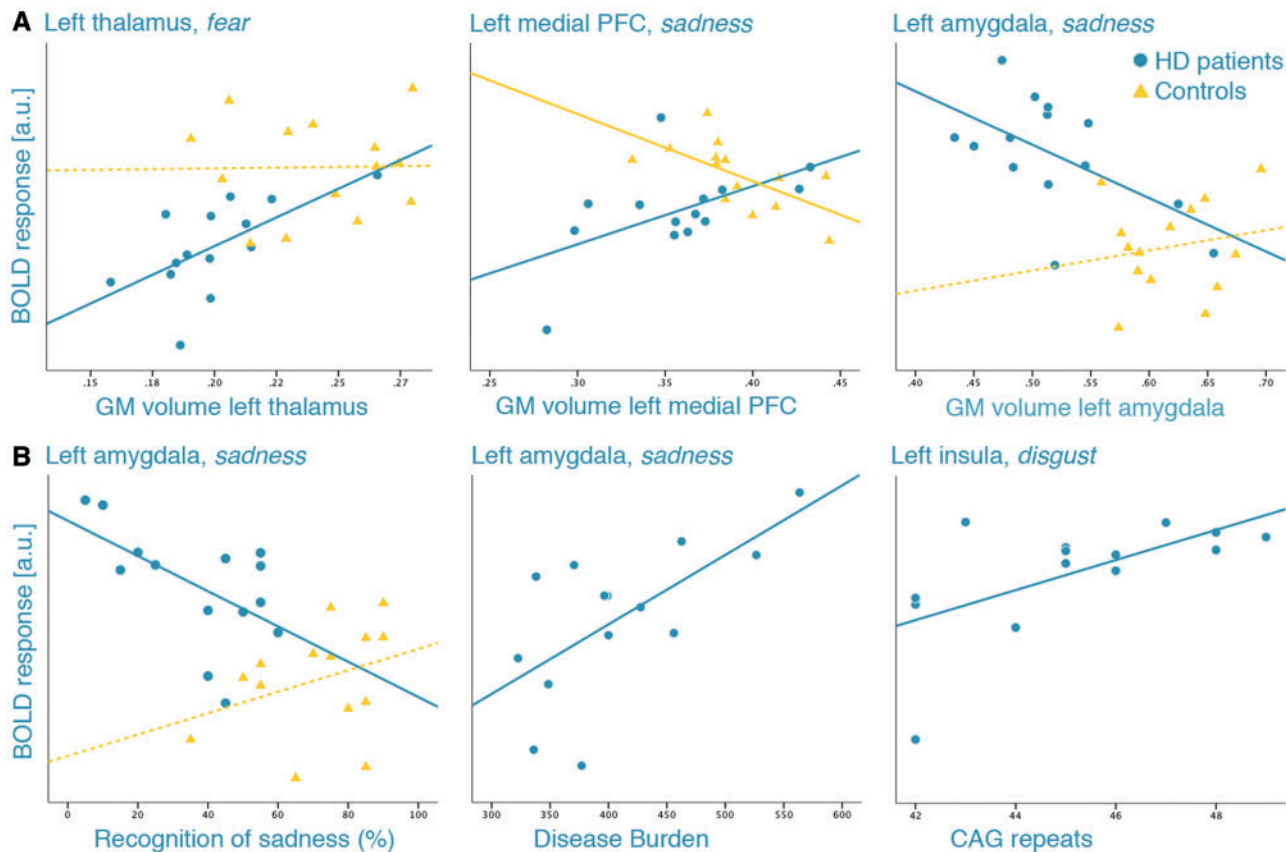 A
Left thalamus, fear
Left medial PFC, sadness
Left amygdala, sadness
HD patients
Controls
BOLD response [a.u.]
.15 .18 .20 .22 .25 .27
.25 .30 .35 .40 .45
.40 .45 .50 .55 .60 .65 .70
GM volume left thalamus
GM volume left medial PFC
GM volume left amygdala
B
Left amygdala, sadness
Left amygdala, sadness
Left insula, disgust
BOLD response [a.u.]
0 20 40 60 80 100
300 350 400 450 500 550 600
42 44 46 48
Recognition of sadness (%)
Disease Burden
CAG repeats